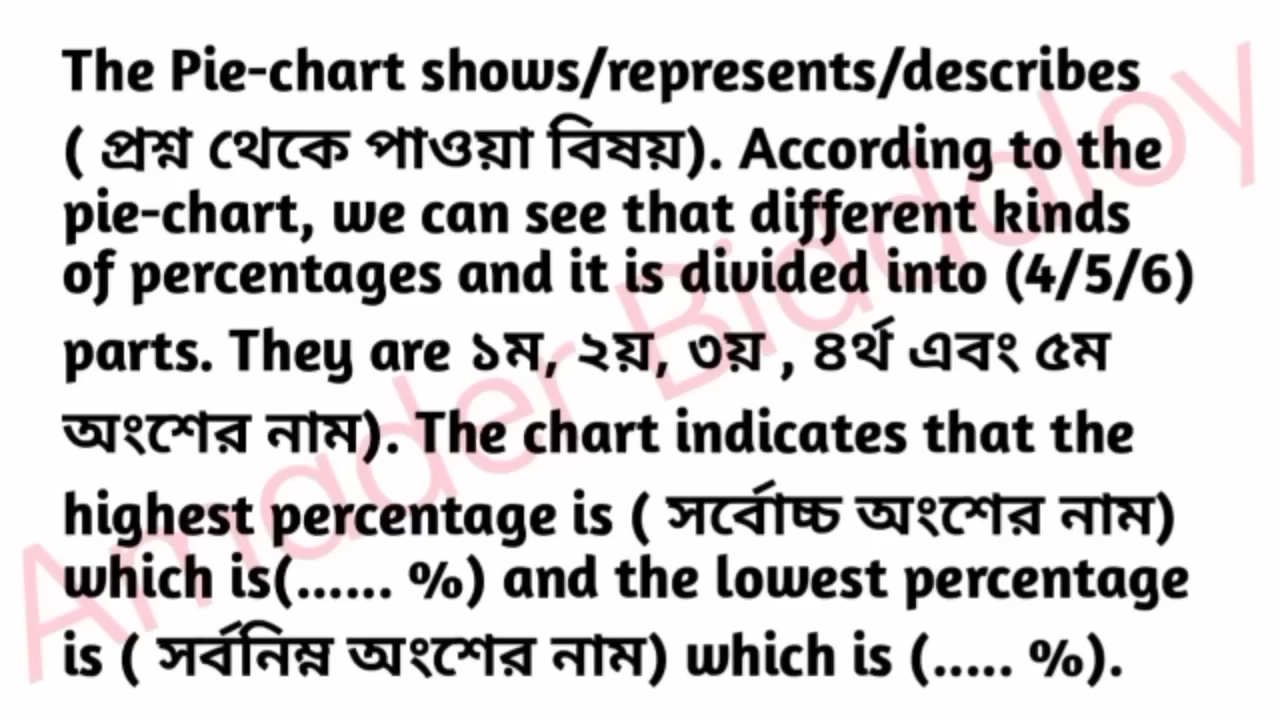 The Pie-chart shows/represents/describes
( প্রশ্ন থেকে পাওয়া বিষয়). According to the
pie-chart, we can see that different kinds
of percentages and it is divided into (4/5/6)
parts. They are ১ম, ২য়, ৩য় , ৪র্থ এবং ৫ম
অংশের নাম). The chart indicates that the
highest percentage is ( সর্বোচ্চ অংশের নাম)
which is(...... %) and the lowest percentage
is ( সর্বনিম্ন অংশের নাম) which is (..... %).
Amader Biddaloy